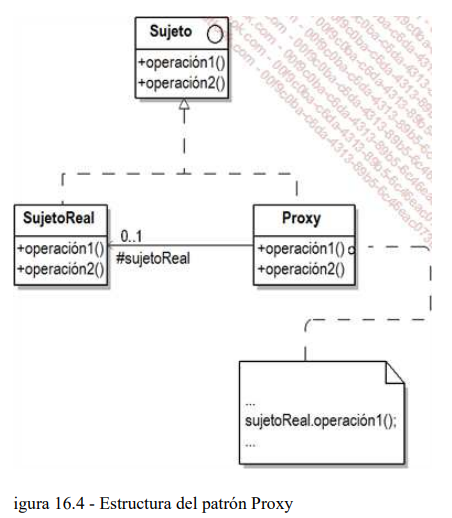 Sujeto
+operación1()
+operación2()
SujetoReal
+operación1()
+operación2()
0..1
#sujetoReal
Proxy
+operación1()
+operación2()
...
sujetoReal.operación1();
...
igura 16.4 - Estructura del patrón Proxy